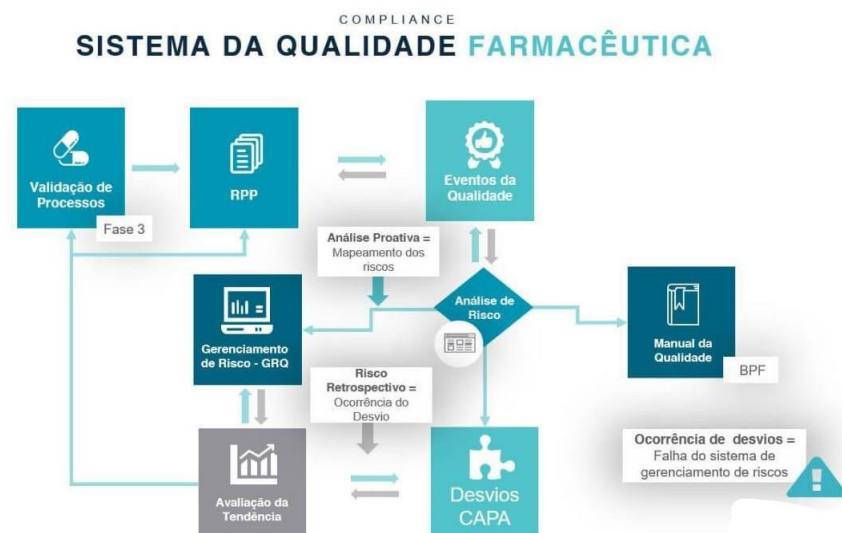 COMPLIANCE
SISTEMA DA QUALIDADE FARMACÊUTICA
Validação de
Processos
Fase 3
RPP
Eventos da
Qualidade
Análise Proativa =
Mapeamento dos
riscos
Gerenciamento
de Risco - GRQ
Análise de
Risco
Manual da
Qualidade
BPF
Risco
Retrospectivo =
Ocorrência do
Desvio
Avaliação da
Tendência
Desvios
CAPA
Ocorrência de desvios =
Falha do sistema de
gerenciamento de riscos